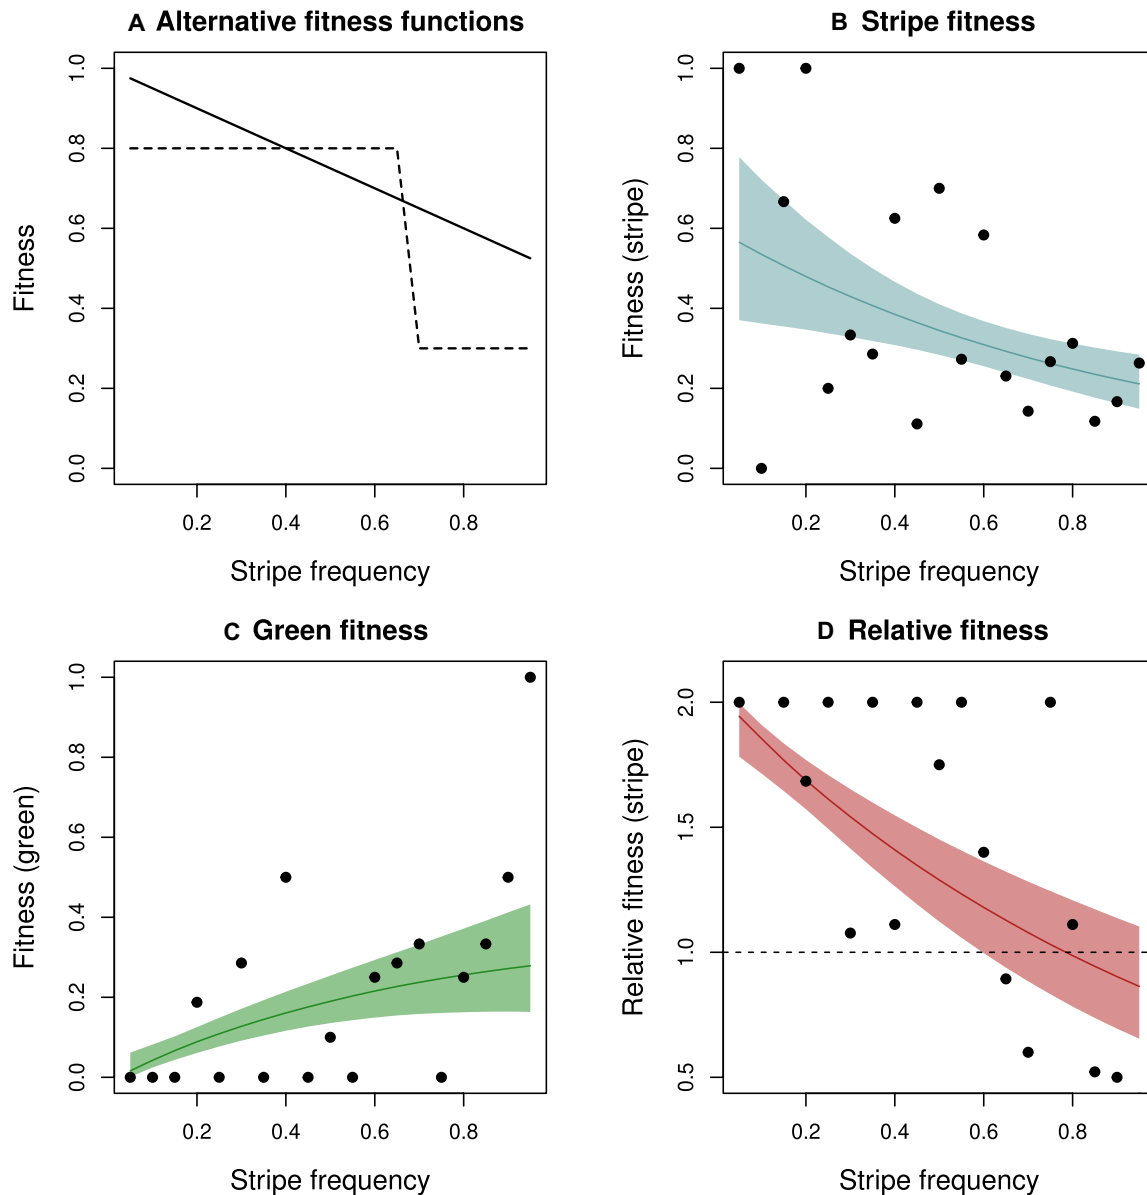 A Alternative fitness functions
Fitness
1.0
0.8
0.6
0.4
0.2
0.0
0.2 0.4 0.6 0.8
Stripe frequency
B Stripe fitness
Fitness (stripe)
1.0
0.8
0.6
0.4
0.2
0.0
0.2 0.4 0.6 0.8
Stripe frequency
C Green fitness
Fitness (green)
1.0
0.8
0.6
0.4
0.2
0.0
0.2 0.4 0.6 0.8
Stripe frequency
D Relative fitness
Relative fitness (stripe)
2.0
1.5
1.0
0.5
0.2 0.4 0.6 0.8
Stripe frequency